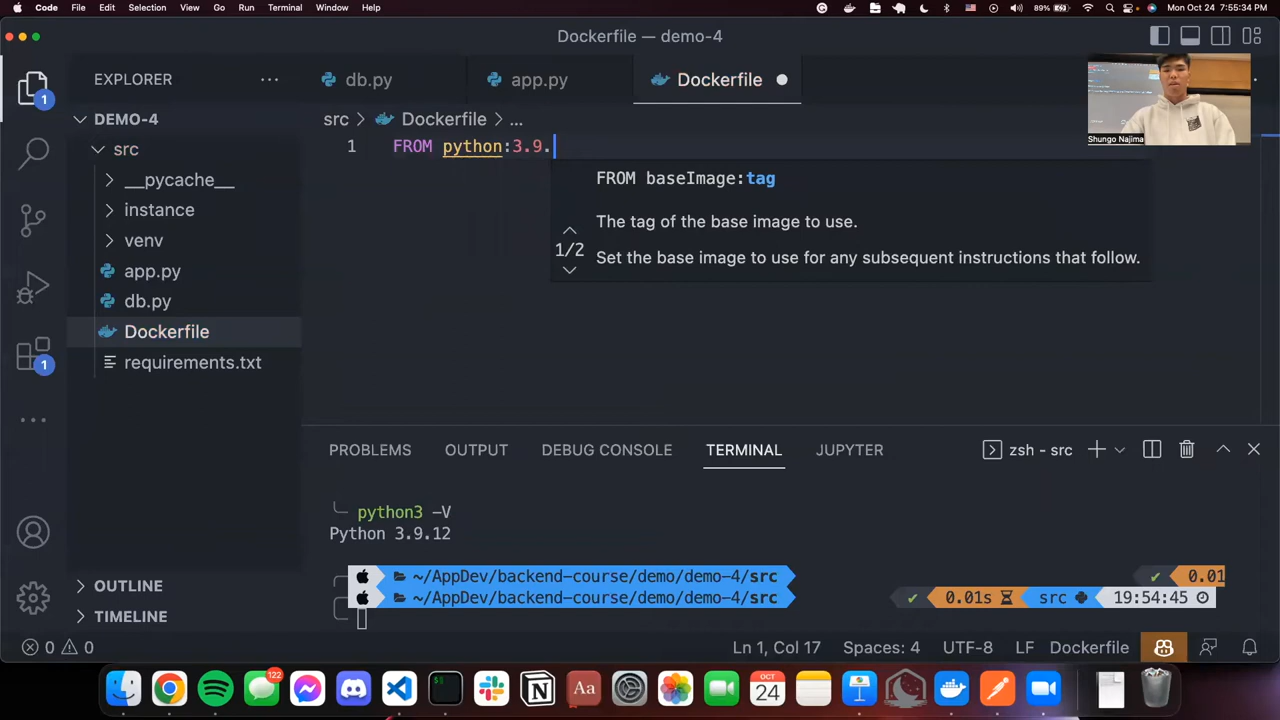 Code File Edit Selection View Go Run Terminal Window Help 89% Mon Oct 24 7:55:34 PM
Dockerfile — demo-4
EXPLORER
db.py
app.py
Dockerfile
DEMO-4
src
__pycache__
instance
venv
app.py
db.py
Dockerfile
requirements.txt
OUTLINE
TIMELINE
1
1
src > Dockerfile > ...
1 FROM python:3.9.
FROM baseImage:tag
The tag of the base image to use.
1/2
Set the base image to use for any subsequent instructions that follow.
Shungo Najima
PROBLEMS OUTPUT DEBUG CONSOLE TERMINAL JUPYTER zsh - src
python3 -V
Python 3.9.12
~/AppDev/backend-course/demo/demo-4/src 0.01
~/AppDev/backend-course/demo/demo-4/src 0.01s src 19:54:45
0 0 Ln 1, Col 17 Spaces: 4 UTF-8 LF Dockerfile
122
OCT
24
Aa